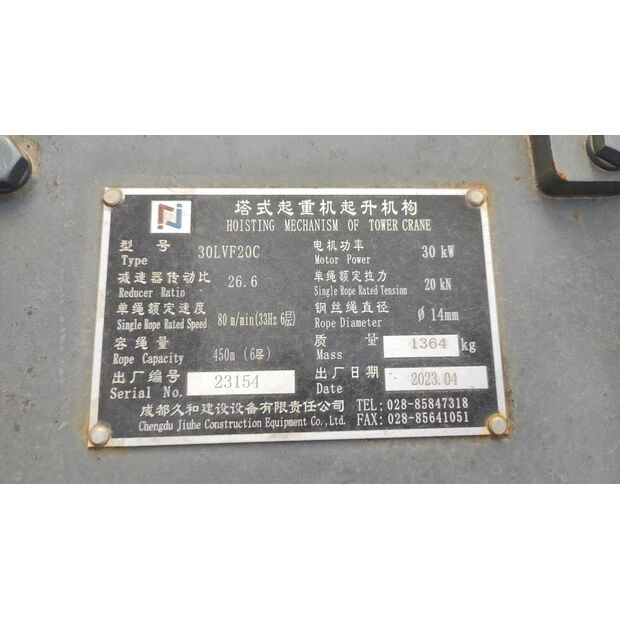 塔式起重机起升机构
HOISTING MECHANISM OF TOWER CRANE
型 号 30LVF20C 电机功率 30 kW
Type Motor Power
减速器传动比 26.6 单绳额定拉力 20 kN
Reducer Ratio Single Rope Rated Tension
单绳额定速度 80 m/min(33Hz 6层) 钢丝绳直径 Ø 14mm
Single Rope Rated Speed Rope Diameter
容绳量 450m (6层) 质 量 1364 kg
Rope Capacity Mass
出厂编号 23154 出厂日期 2023.04
Serial No. Date
成都久和建设设备有限责任公司 TEL: 028-85847318
Chengdu Jiuhe Construction Equipment Co., Ltd. FAX: 028-85641051